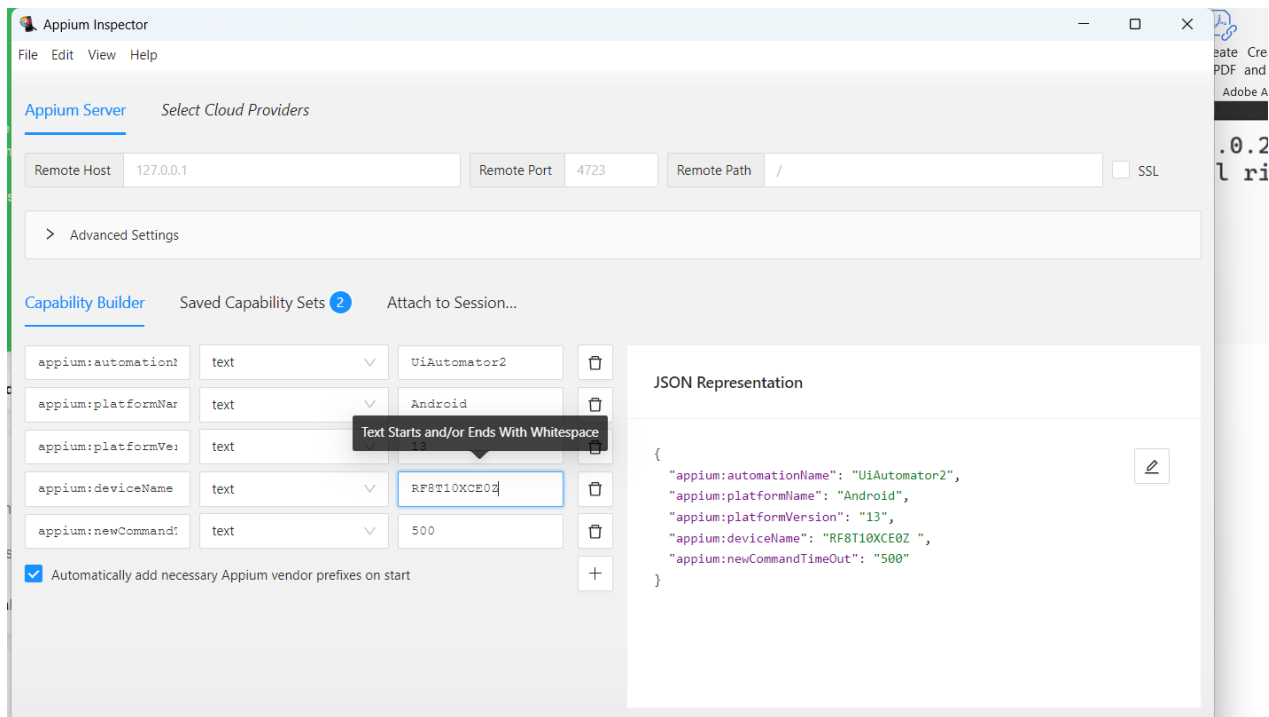 Appium Inspector
File Edit View Help
eate Cre
PDF and
Adobe A
Appium Server Select Cloud Providers
.0.2
l ri
Remote Host 127.0.0.1 Remote Port 4723 Remote Path / SSL
Advanced Settings
Capability Builder Saved Capability Sets 2 Attach to Session...
appium:automationN text UiAutomator2
appium:platformNar text Android
Text Starts and/or Ends With Whitespace
appium:platformVe: text 13
appium:deviceName text RF8T10XCE0Z
appium:newCommandT text 500
Automatically add necessary Appium vendor prefixes on start
JSON Representation
{
"appium:automationName": "UiAutomator2",
"appium:platformName": "Android",
"appium:platformVersion": "13",
"appium:deviceName": "RF8T10XCE0Z ",
"appium:newCommandTimeOut": "500"
}